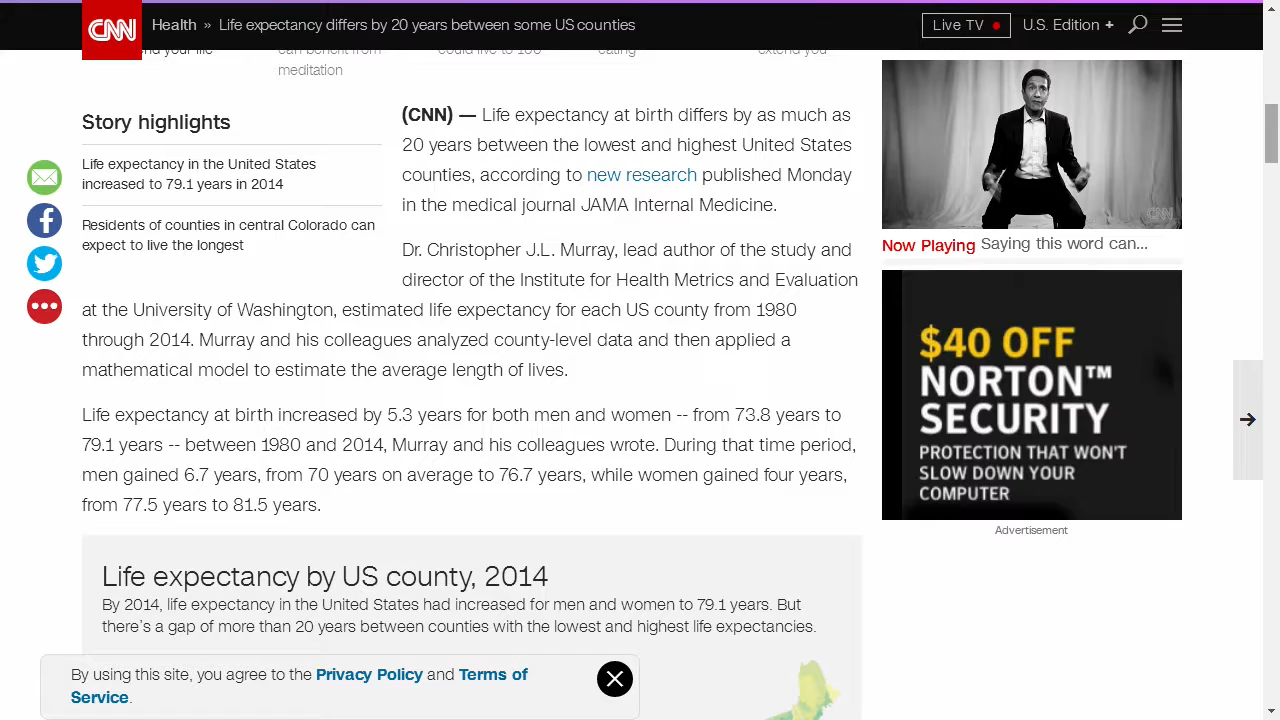 CNN
Health » Life expectancy differs by 20 years between some US counties
Live TV
U.S. Edition +
your life
can benefit from
meditation
could live to 100
eating
extend you
Story highlights
Life expectancy in the United States
increased to 79.1 years in 2014
Residents of counties in central Colorado can
expect to live the longest
(CNN) — Life expectancy at birth differs by as much as
20 years between the lowest and highest United States
counties, according to new research published Monday
in the medical journal JAMA Internal Medicine.
Dr. Christopher J.L. Murray, lead author of the study and
director of the Institute for Health Metrics and Evaluation
at the University of Washington, estimated life expectancy for each US county from 1980
through 2014. Murray and his colleagues analyzed county-level data and then applied a
mathematical model to estimate the average length of lives.
Life expectancy at birth increased by 5.3 years for both men and women -- from 73.8 years to
79.1 years -- between 1980 and 2014, Murray and his colleagues wrote. During that time period,
men gained 6.7 years, from 70 years on average to 76.7 years, while women gained four years,
from 77.5 years to 81.5 years.
Life expectancy by US county, 2014
By 2014, life expectancy in the United States had increased for men and women to 79.1 years. But
there's a gap of more than 20 years between counties with the lowest and highest life expectancies.
By using this site, you agree to the Privacy Policy and Terms of
Service.
CNN
Now Playing Saying this word can...
$40 OFF
NORTON™
SECURITY
PROTECTION THAT WON'T
SLOW DOWN YOUR
COMPUTER
Advertisement